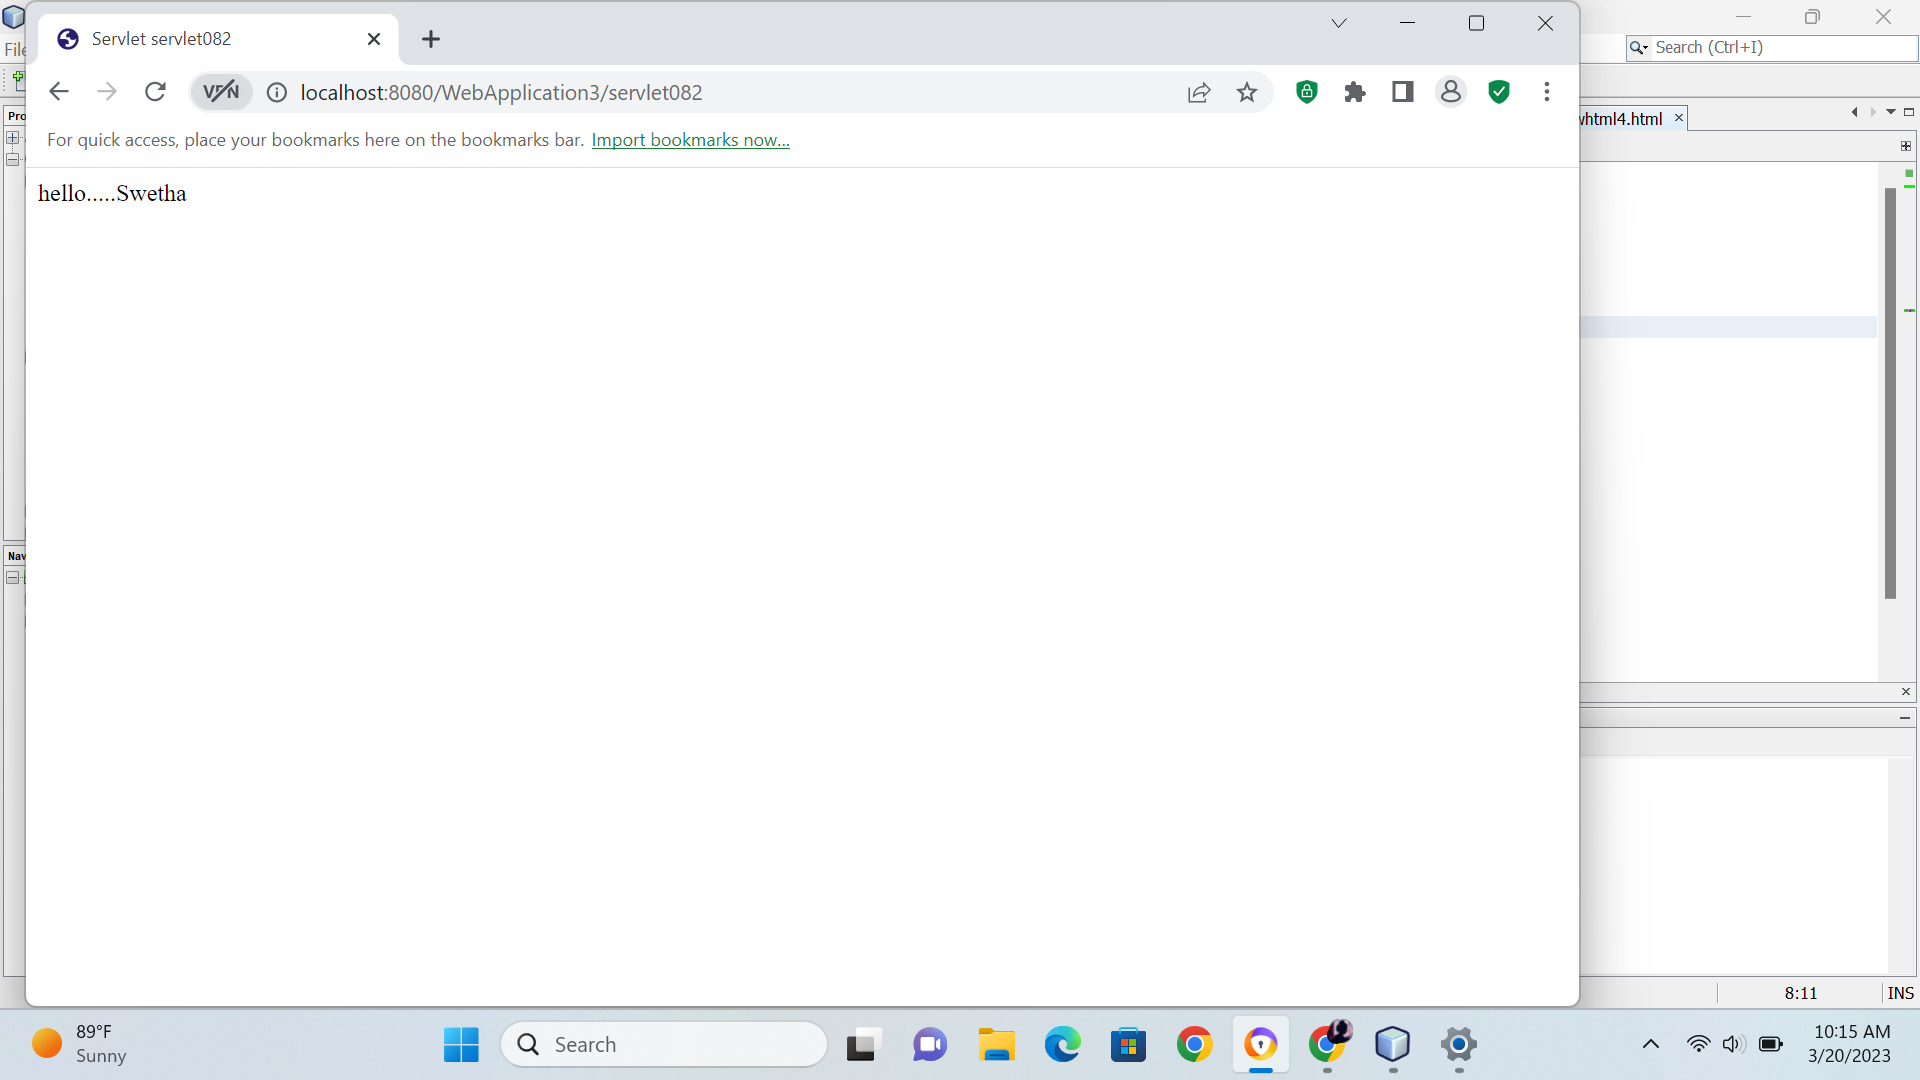 Servlet servlet082
File
Search (Ctrl+I)
VPN
localhost:8080/WebApplication3/servlet082
For quick access, place your bookmarks here on the bookmarks bar. Import bookmarks now...
Pro
whtml4.html
hello.....Swetha
Nav
8:11
INS
89°F
Sunny
Search
10:15 AM
3/20/2023